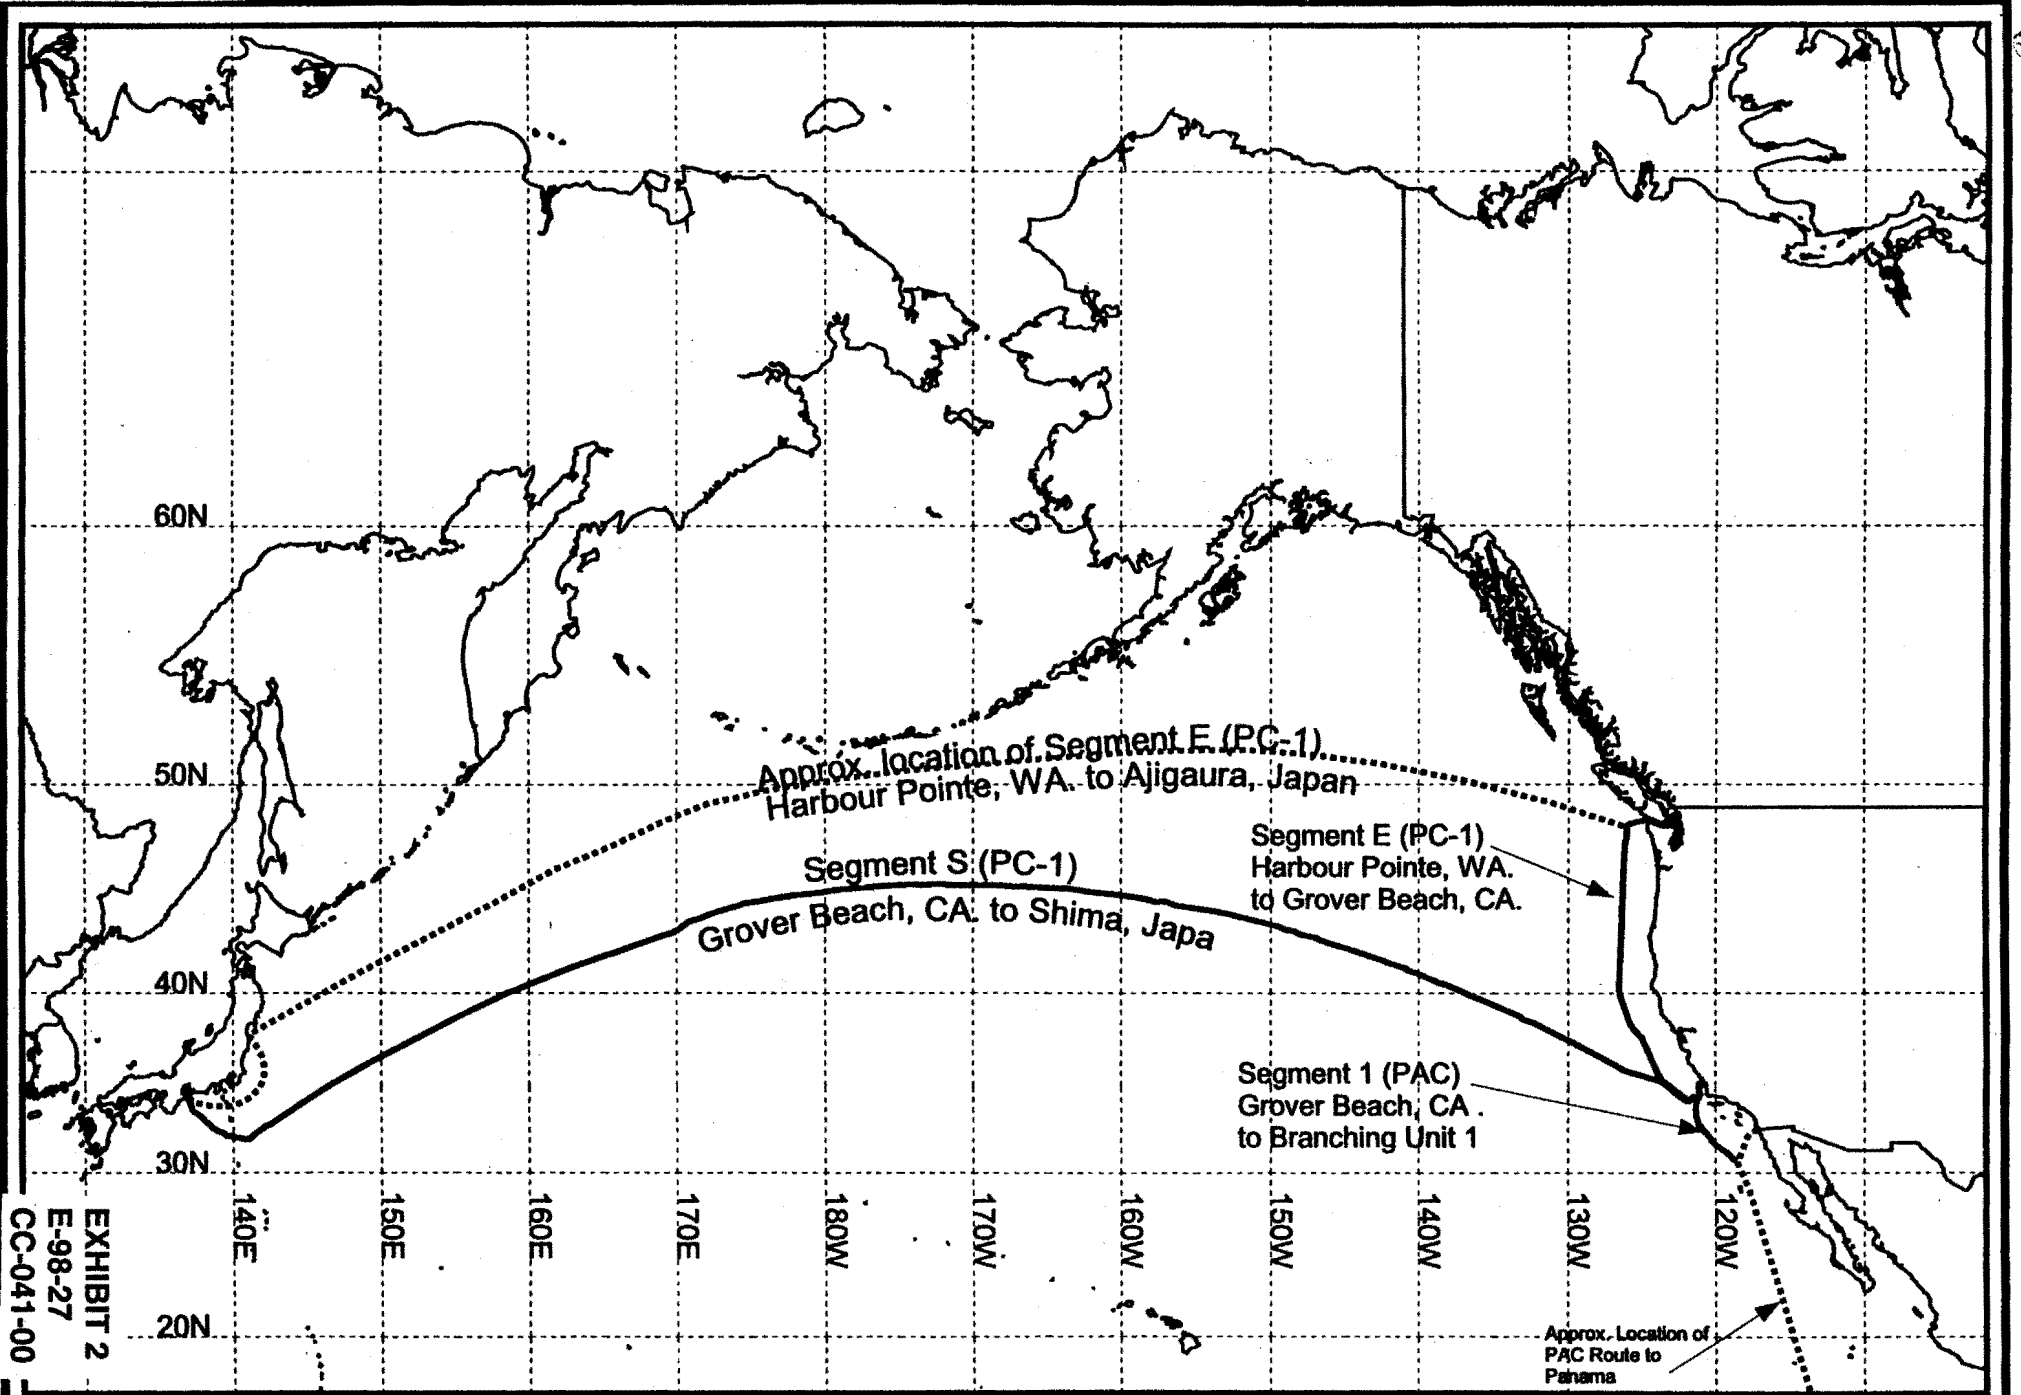 60N
50N
40N
30N
20N
Approx. location of Segment E (PC-1)
Harbour Pointe, WA. to Ajigaura, Japan
Segment S (PC-1)
Grover Beach, CA. to Shima, Japa
Segment E (PC-1)
Harbour Pointe, WA.
to Grover Beach, CA.
Segment 1 (PAC)
Grover Beach, CA .
to Branching Unit 1
140E
150E
160E
170E
180W
170W
160W
150W
140W
130W
120W
Approx. Location of
PAC Route to
Panama
EXHIBIT 2
E-98-27
CC-041-00